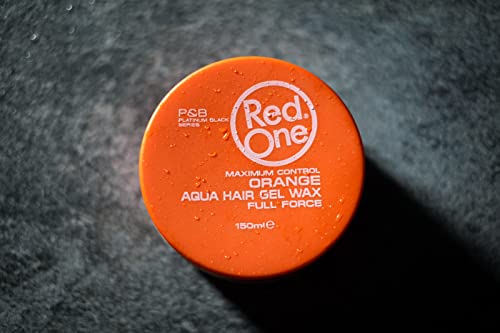 P&B
PLATINUM BLACK
SERIES
Red®
One
MAXIMUM CONTROL
ORANGE
AQUA HAIR GEL WAX
FULL FORCE
150ml℮